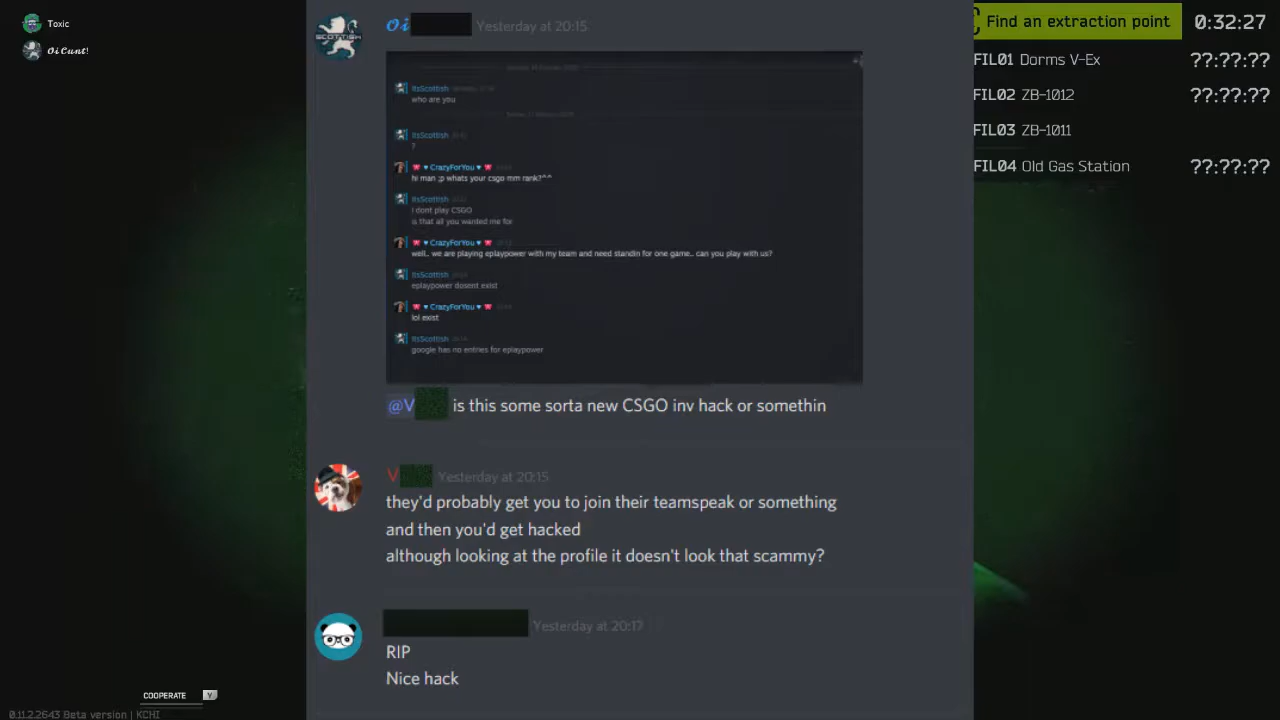 Toxic
Oi Cunt!
Oi
Yesterday at 20:15
ItsScottish
who are you
ItsScottish
?
♥ CrazyForYou ♥
hi man ;p whats your csgo mm rank?^^
ItsScottish
I dont play CSGO
is that all you wanted me for
♥ CrazyForYou ♥
well.. we are playing eplaypower with my team and need standin for one game.. can you play with us?
ItsScottish
eplaypower dosent exist
♥ CrazyForYou ♥
lol exist
ItsScottish
google has no entries for eplaypower
@V is this some sorta new CSGO inv hack or somethin
V Yesterday at 20:15
they'd probably get you to join their teamspeak or something
and then you'd get hacked
although looking at the profile it doesn't look that scammy?
Yesterday at 20:17
RIP
Nice hack
Find an extraction point 0:32:27
FIL01 Dorms V-Ex ??:??:??
FIL02 ZB-1012 ??:??:??
FIL03 ZB-1011
FIL04 Old Gas Station ??:??:??
COOPERATE Y
0.11.2.2643 Beta version | KCHI
SCOTTISH